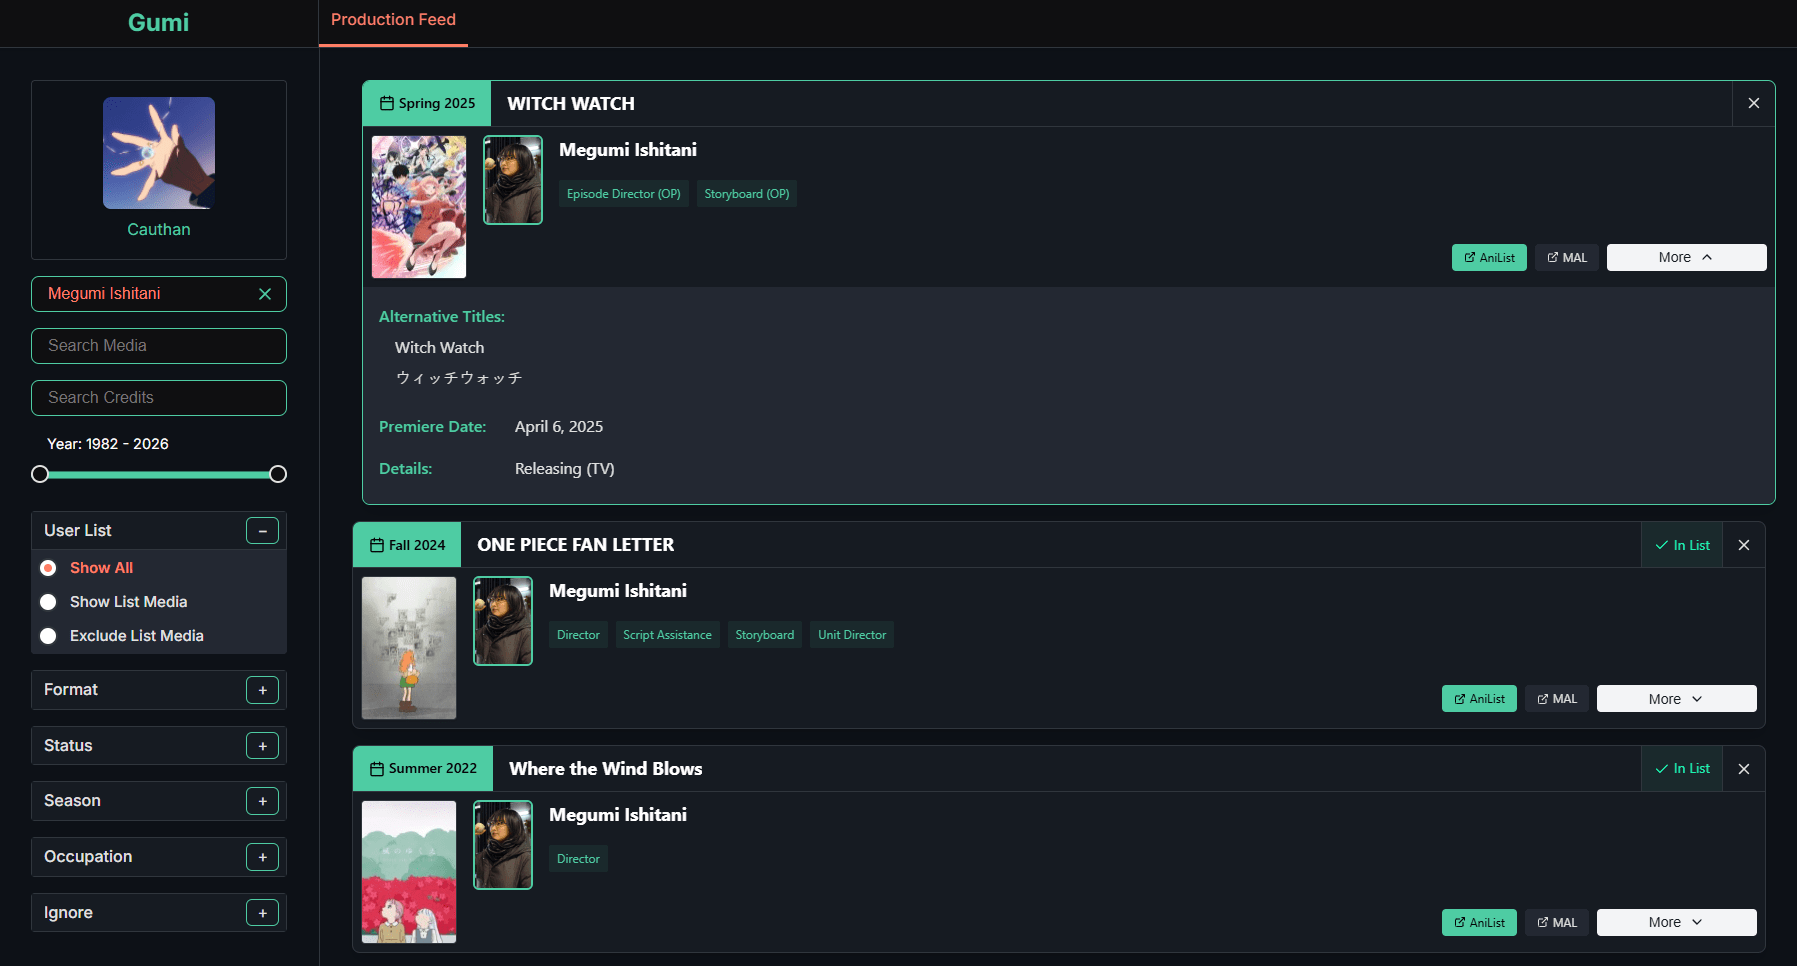 Gumi
Production Feed
Cauthan
Megumi Ishitani
Search Media
Search Credits
Year: 1982 - 2026
User List
Show All
Show List Media
Exclude List Media
Format
Status
Season
Occupation
Ignore
Spring 2025
WITCH WATCH
Megumi Ishitani
Episode Director (OP)
Storyboard (OP)
AniList
MAL
More
Alternative Titles:
Witch Watch
ウィッチウォッチ
Premiere Date: April 6, 2025
Details: Releasing (TV)
Fall 2024
ONE PIECE FAN LETTER
In List
Megumi Ishitani
Director
Script Assistance
Storyboard
Unit Director
AniList
MAL
More
Summer 2022
Where the Wind Blows
In List
Megumi Ishitani
Director
AniList
MAL
More